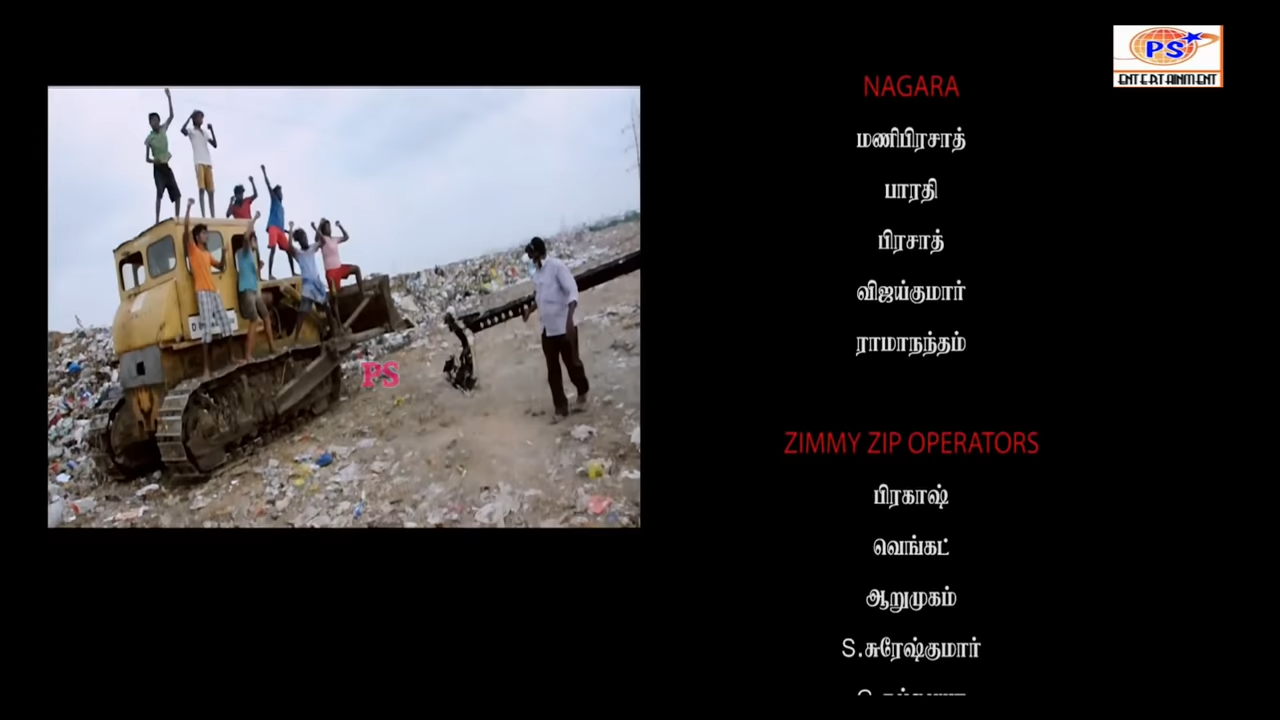 PS
ENTERTAINMENT
NAGARA
மணிபிரசாத்
பாரதி
பிரசாத்
விஜய்குமார்
ராமாநந்தம்
PS
ZIMMY ZIP OPERATORS
பிரகாஷ்
வெங்கட்
ஆறுமுகம்
S.சுரேஷ்குமார்